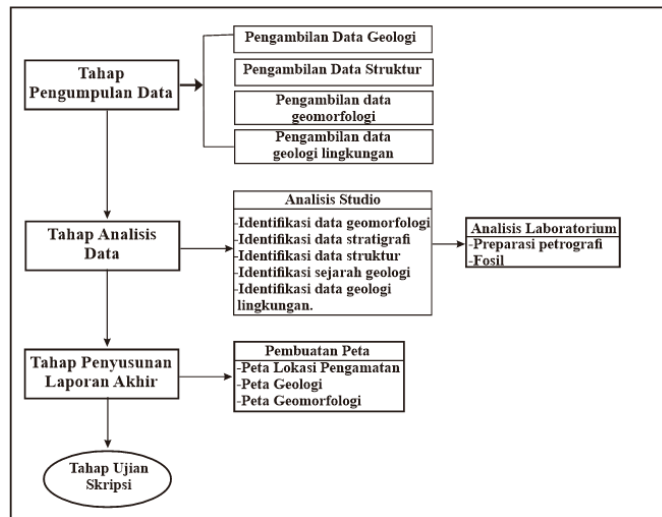 Tahap
Pengumpulan Data
Pengambilan Data Geologi
Pengambilan Data Struktur
Pengambilan data
geomorfologi
Pengambilan data
geologi lingkungan
Tahap Analisis
Data
Analisis Studio
-Identifikasi data geomorfologi
-Identifikasi data stratigrafi
-Identifikasi data struktur
-Identifikasi sejarah geologi
-Identifikasi data geologi
lingkungan.
Analisis Laboratorium
-Preparasi petrografi
-Fosil
Tahap Penyusunan
Laporan Akhir
Pembuatan Peta
-Peta Lokasi Pengamatan
-Peta Geologi
-Peta Geomorfologi
Tahap Ujian
Skripsi